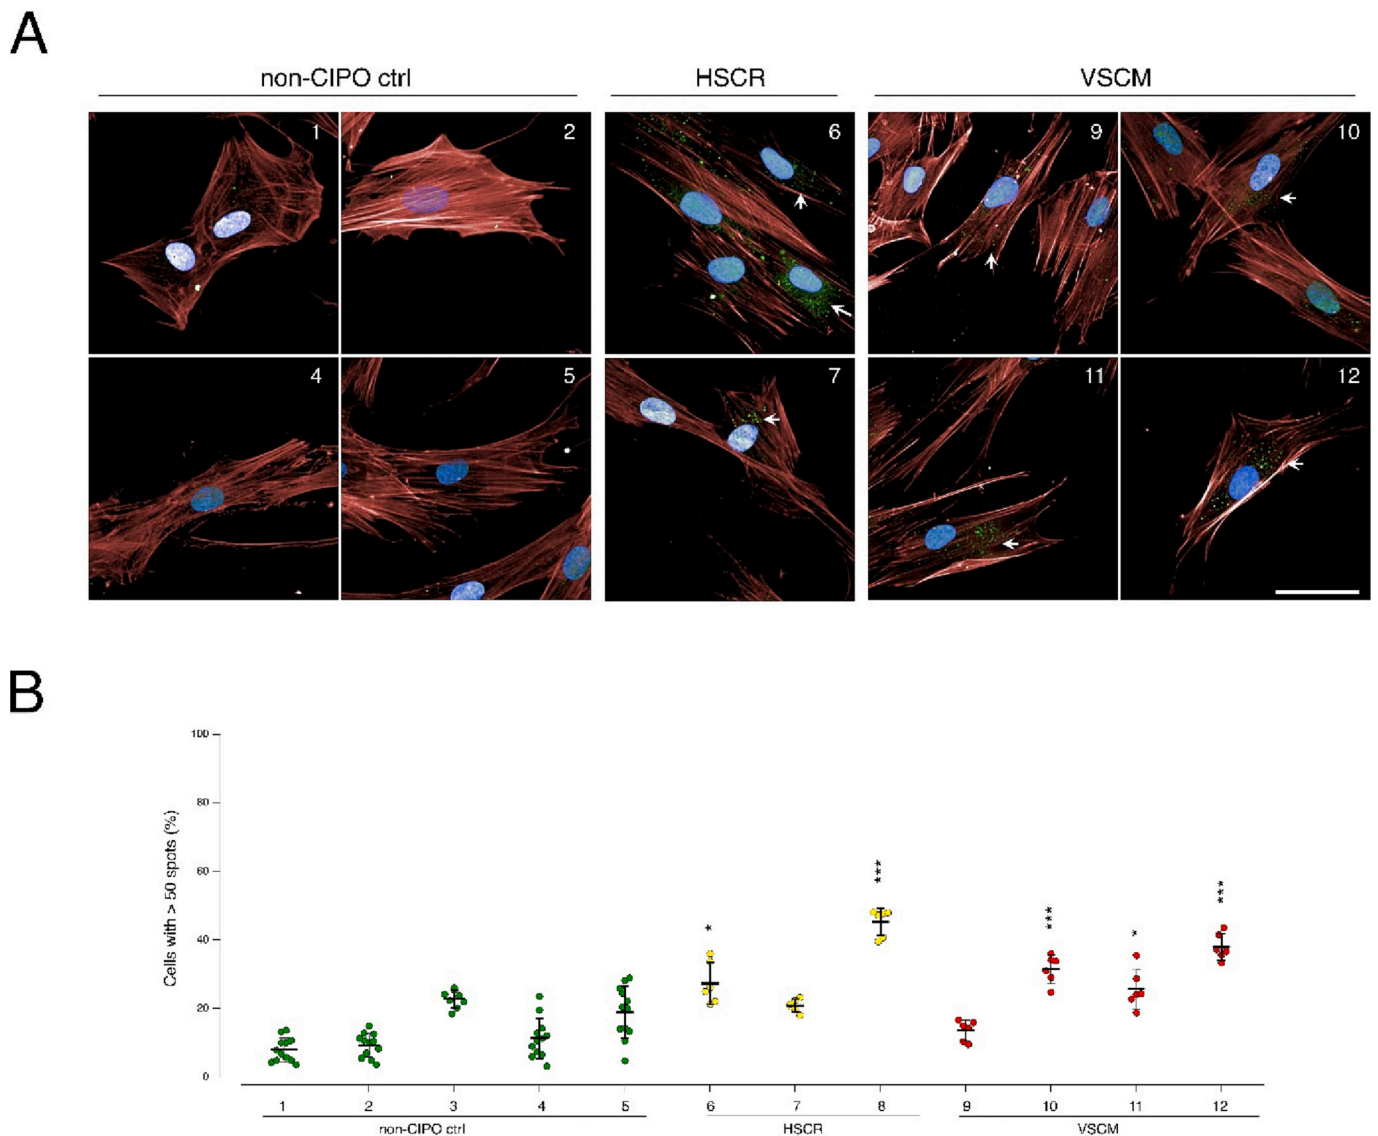 A
non-CIPO ctrl HSCR VSCM
1 2 6 9 10
4 5 7 11 12
B
100
80
60
40
20
0
Cells with > 50 spots (%)
* *** *** * ***
1 2 3 4 5 6 7 8 9 10 11 12
non-CIPO ctrl HSCR VSCM